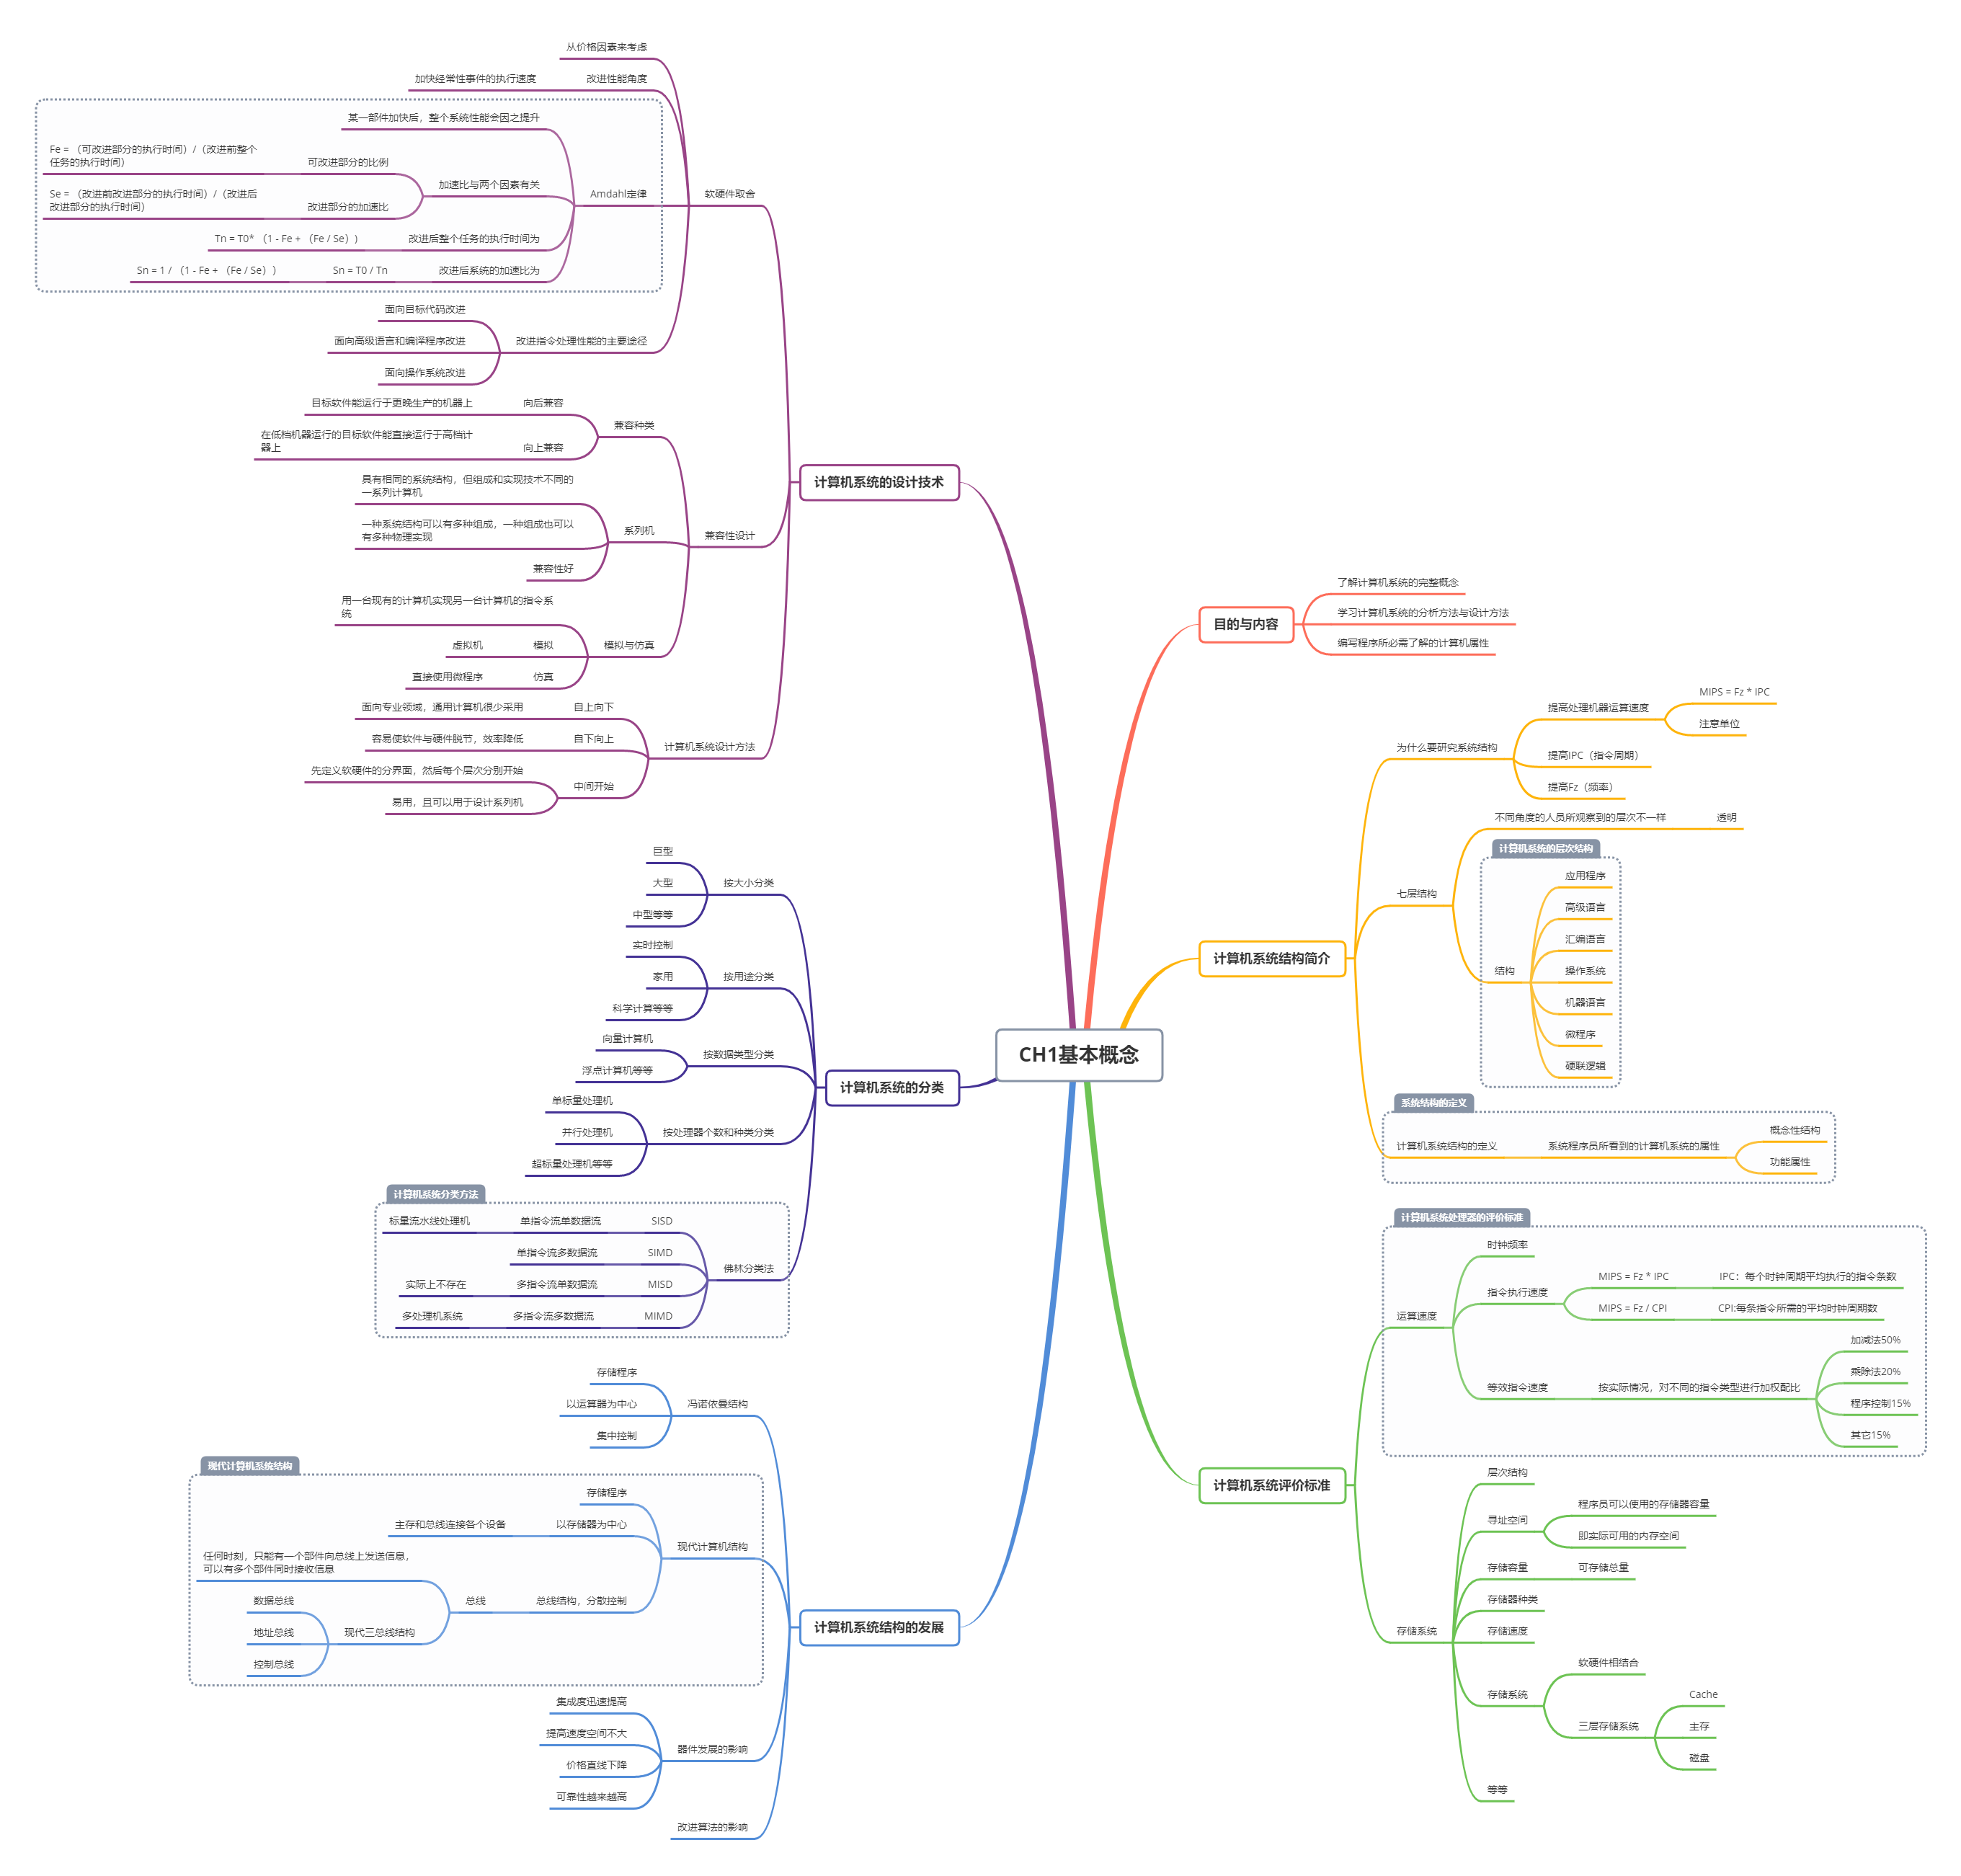 CH1基本概念
目的与内容
了解计算机系统的完整概念
学习计算机系统的分析方法与设计方法
编写程序所必需了解的计算机属性
计算机系统结构简介
为什么要研究系统结构
提高处理机器运算速度
MIPS = Fz * IPC
注意单位
提高IPC（指令周期）
提高Fz（频率）
七层结构
不同角度的人员所观察到的层次不一样
透明
计算机系统的层次结构
结构
应用程序
高级语言
汇编语言
操作系统
机器语言
微程序
硬联逻辑
系统结构的定义
计算机系统结构的定义
系统程序员所看到的计算机系统的属性
概念性结构
功能属性
计算机系统评价标准
计算机系统处理器的评价标准
运算速度
时钟频率
指令执行速度
MIPS = Fz * IPC
IPC：每个时钟周期平均执行的指令条数
MIPS = Fz / CPI
CPI:每条指令所需的平均时钟周期数
等效指令速度
按实际情况，对不同的指令类型进行加权配比
加减法50%
乘除法20%
程序控制15%
其它15%
存储系统
层次结构
寻址空间
程序员可以使用的存储器容量
即实际可用的内存空间
存储容量
可存储总量
存储器种类
存储速度
存储系统
软硬件相结合
三层存储系统
Cache
主存
磁盘
等等
计算机系统的设计技术
软硬件取舍
从价格因素来考虑
改进性能角度
加快经常性事件的执行速度
Amdahl定律
某一部件加快后，整个系统性能会因之提升
加速比与两个因素有关
可改进部分的比例
Fe = （可改进部分的执行时间）/（改进前整个
任务的执行时间）
改进部分的加速比
Se = （改进前改进部分的执行时间）/（改进后
改进部分的执行时间）
改进后整个任务的执行时间为
Tn = T0* （1 - Fe + （Fe / Se））
改进后系统的加速比为
Sn = T0 / Tn
Sn = 1 / （1 - Fe + （Fe / Se））
改进指令处理性能的主要途径
面向目标代码改进
面向高级语言和编译程序改进
面向操作系统改进
兼容性设计
兼容种类
向后兼容
目标软件能运行于更晚生产的机器上
向上兼容
在低档机器运行的目标软件能直接运行于高档计
器上
系列机
具有相同的系统结构，但组成和实现技术不同的
一系列计算机
一种系统结构可以有多种组成，一种组成也可以
有多种物理实现
兼容性好
模拟与仿真
用一台现有的计算机实现另一台计算机的指令系
统
模拟
虚拟机
仿真
直接使用微程序
计算机系统设计方法
目上向下
面向专业领域，通用计算机很少采用
自下向上
容易使软件与硬件脱节，效率降低
中间开始
先定义软硬件的分界面，然后每个层次分别开始
易用，且可以用于设计系列机
计算机系统的分类
按大小分类
巨型
大型
中型等等
按用途分类
实时控制
家用
科学计算等等
按数据类型分类
向量计算机
浮点计算机等等
按处理器个数和种类分类
单标量处理机
并行处理机
超标量处理机等等
计算机系统分类方法
佛林分类法
SISD
单指令流单数据流
标量流水线处理机
SIMD
单指令流多数据流
MISD
多指令流单数据流
实际上不存在
MIMD
多指令流多数据流
多处理机系统
计算机系统结构的发展
冯诺依曼结构
存储程序
以运算器为中心
集中控制
现代计算机系统结构
现代计算机结构
存储程序
以存储器为中心
主存和总线连接各个设备
总线结构，分散控制
总线
任何时刻，只能有一个部件向总线上发送信息，
可以有多个部件同时接收信息
现代三总线结构
数据总线
地址总线
控制总线
器件发展的影响
集成度迅速提高
提高速度空间不大
价格直线下降
可靠性越来越高
改进算法的影响